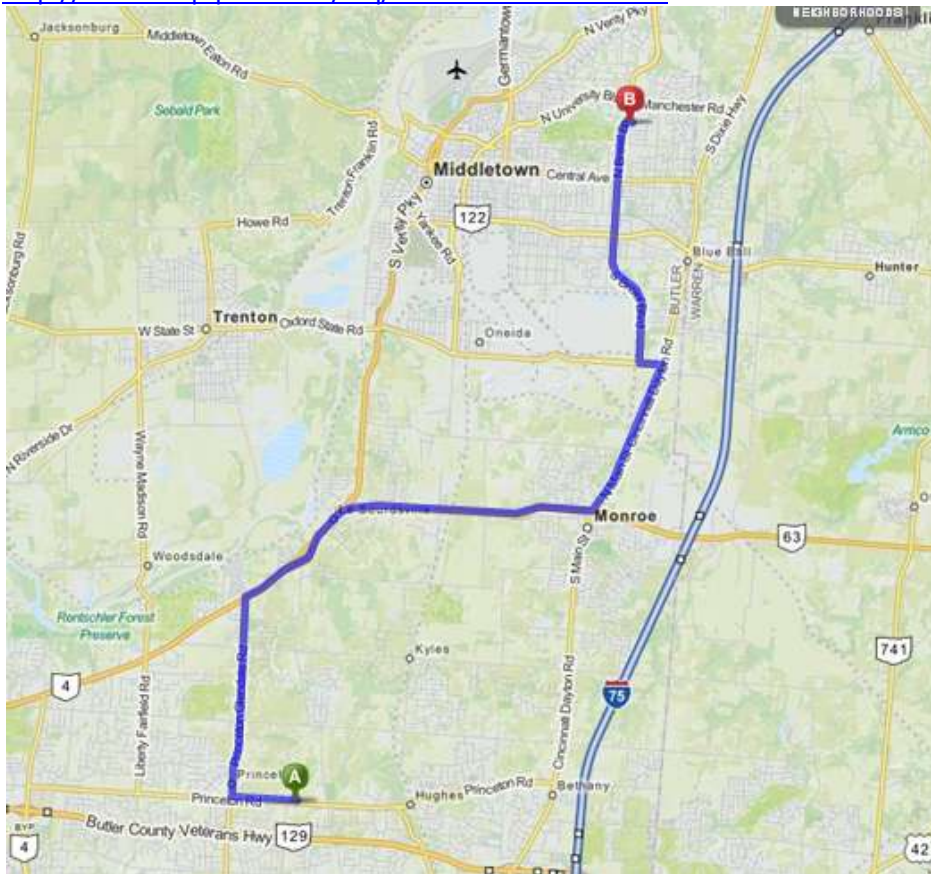 NEIGHBORHOODS
Jacksonburg
Middletown Eaton Rd
Germantown
N Verity Pky
Sebald Park
N University Bl
B
Manchester Rd
S Dixie Hwy
Trenton Franklin Rd
Middletown
Central Ave
122
Howe Rd
S Verity Pky
Yankee Rd
Blue Ball
Hunter
BUTLER
WARREN
W State St
Trenton
Oxford State Rd
Oneida
N Riverside Dr
Wayne Madison Rd
Monroe
63
Woodsdale
S Main St
Rentschler Forest
Preserve
Kyles
741
4
75
Liberty Fairfield Rd
Cincinnati Dayton Rd
A
Princeton Rd
Hughes
Princeton Rd
Bethany
BYP
4
Butler County Veterans Hwy
129
42